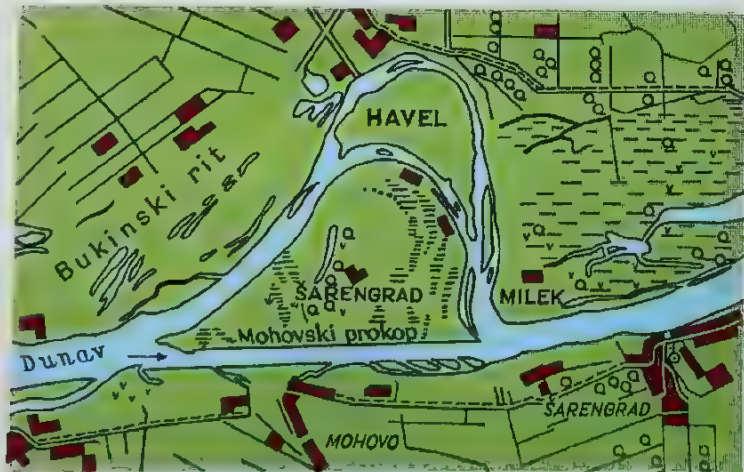 HAVEL
Bukinski rit
ŠARENGRAD
MILEK
Mohovski prokop
Dunav
ŠARENGRAD
MOHOVO